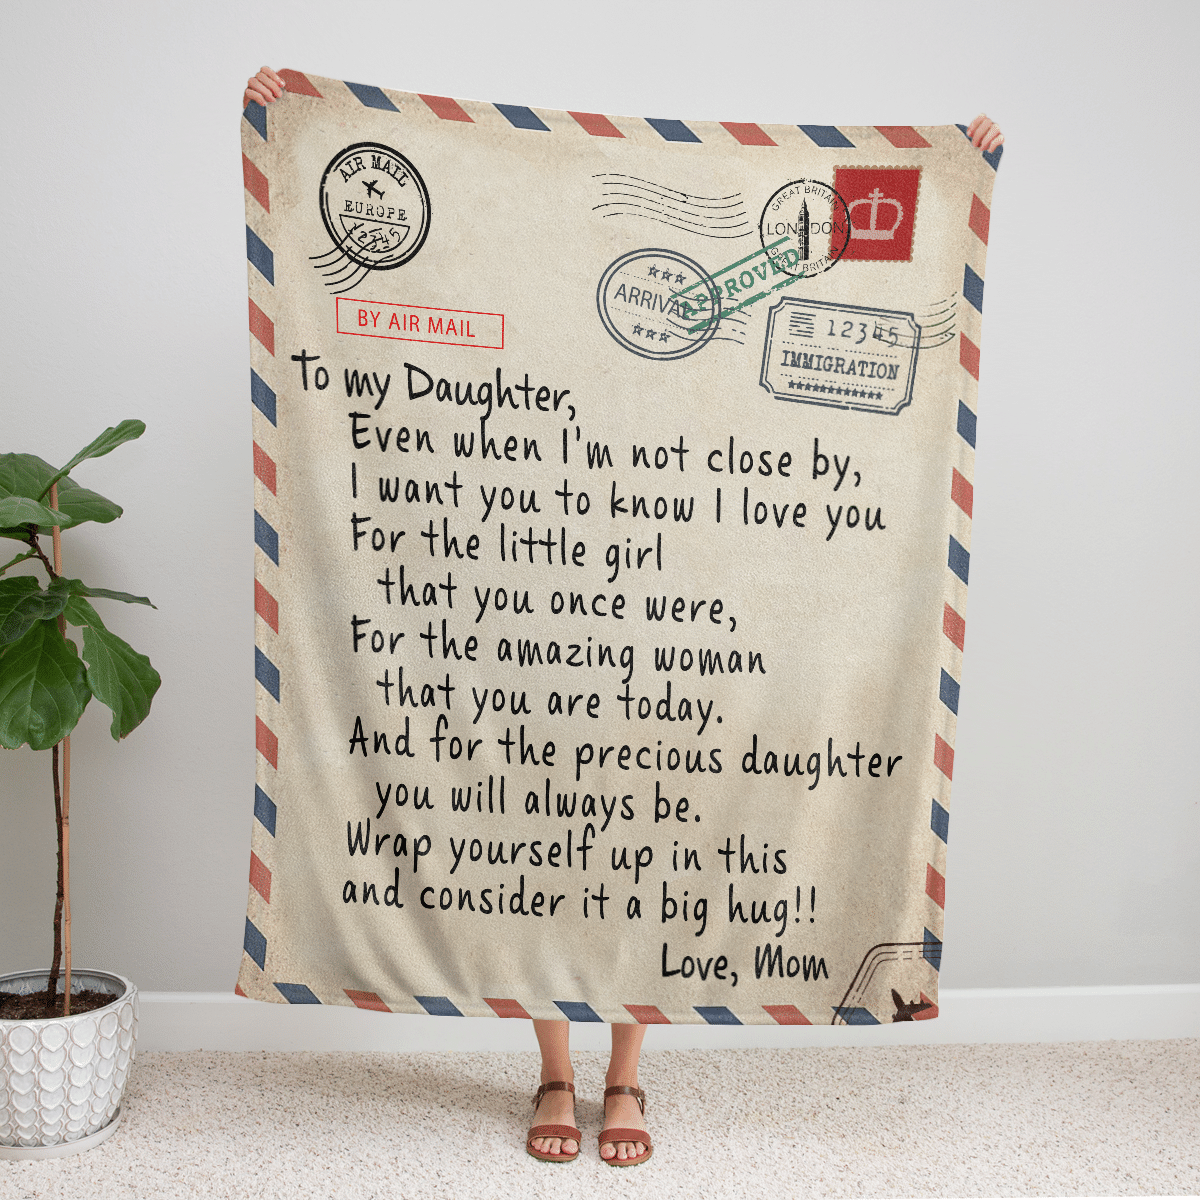 AIR MAIL
EUROPE
12345
BY AIR MAIL
GREAT BRITAIN
LONDON
GREAT BRITAIN
APPROVED
ARRIVAL
12345
IMMIGRATION
To my Daughter,
Even when I'm not close by,
I want you to know I love you
For the little girl
that you once were,
For the amazing woman
that you are today.
And for the precious daughter
you will always be.
Wrap yourself up in this
and consider it a big hug!!
Love, Mom